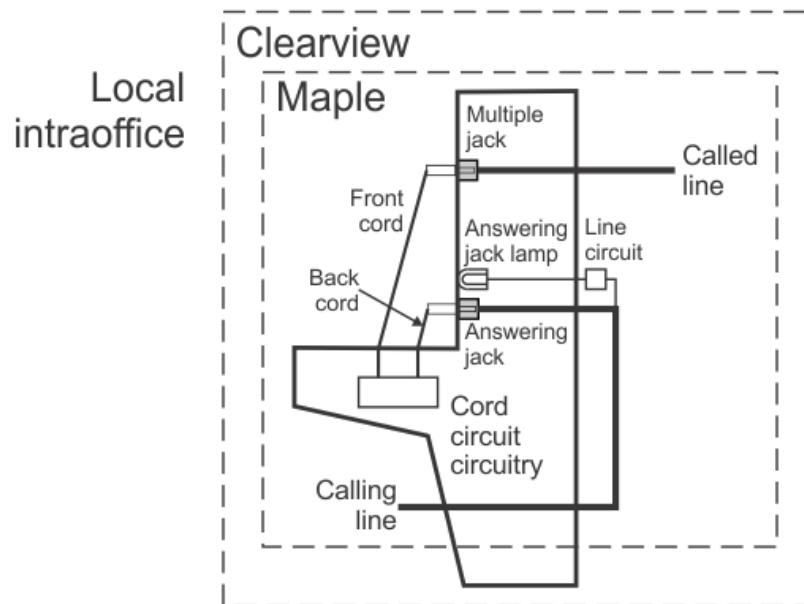 Clearview
Local
intraoffice
Maple
Multiple
jack
Called
line
Front
cord
Answering
jack lamp
Line
circuit
Back
cord
Answering
jack
Cord
circuit
circuitry
Calling
line